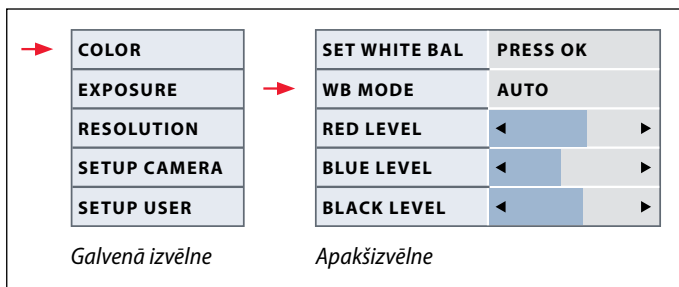 COLOR
EXPOSURE
RESOLUTION
SETUP CAMERA
SETUP USER
Galvenā izvēlne
SET WHITE BAL PRESS OK
WB MODE AUTO
RED LEVEL
BLUE LEVEL
BLACK LEVEL
Apakšizvēlne